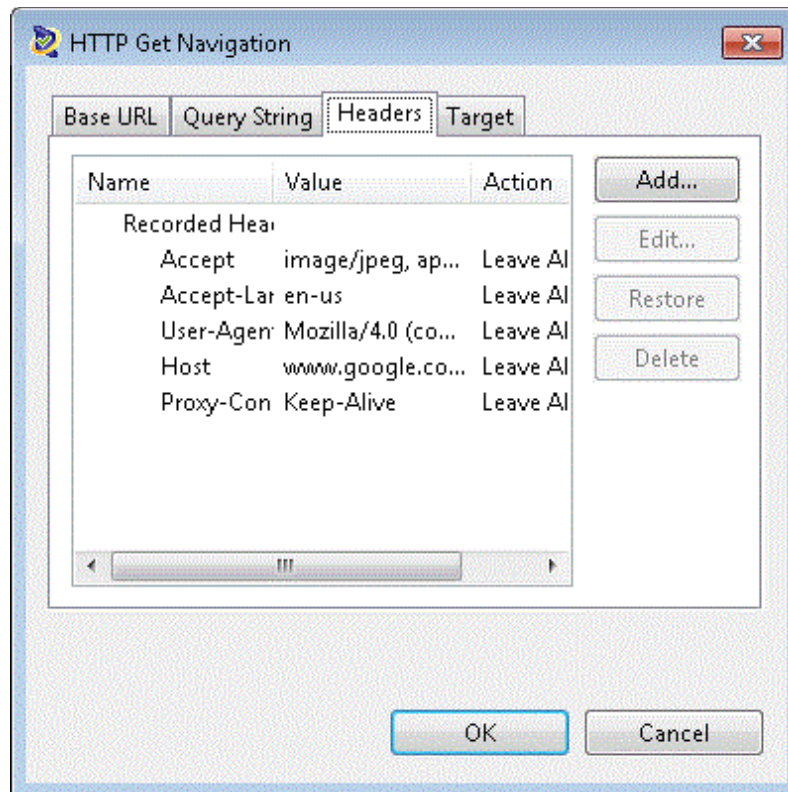 HTTP Get Navigation
Base URL Query String Headers Target
Name Value Action Add...
Recorded Hea
Edit...
Accept image/jpeg, ap... Leave Al
Accept-Lar en-us Leave Al Restore
User-Agen Mozilla/4.0 (co... Leave Al
Host www.google.co... Leave Al Delete
Proxy-Con Keep-Alive Leave Al
OK Cancel